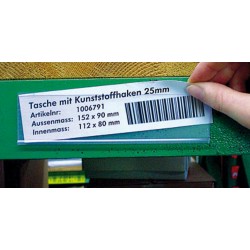 Tasche mit Kunststoffhaken 25mm
Artikelnr: 1006791
Aussenmass: 152 x 90 mm
Innenmass: 112 x 80 mm